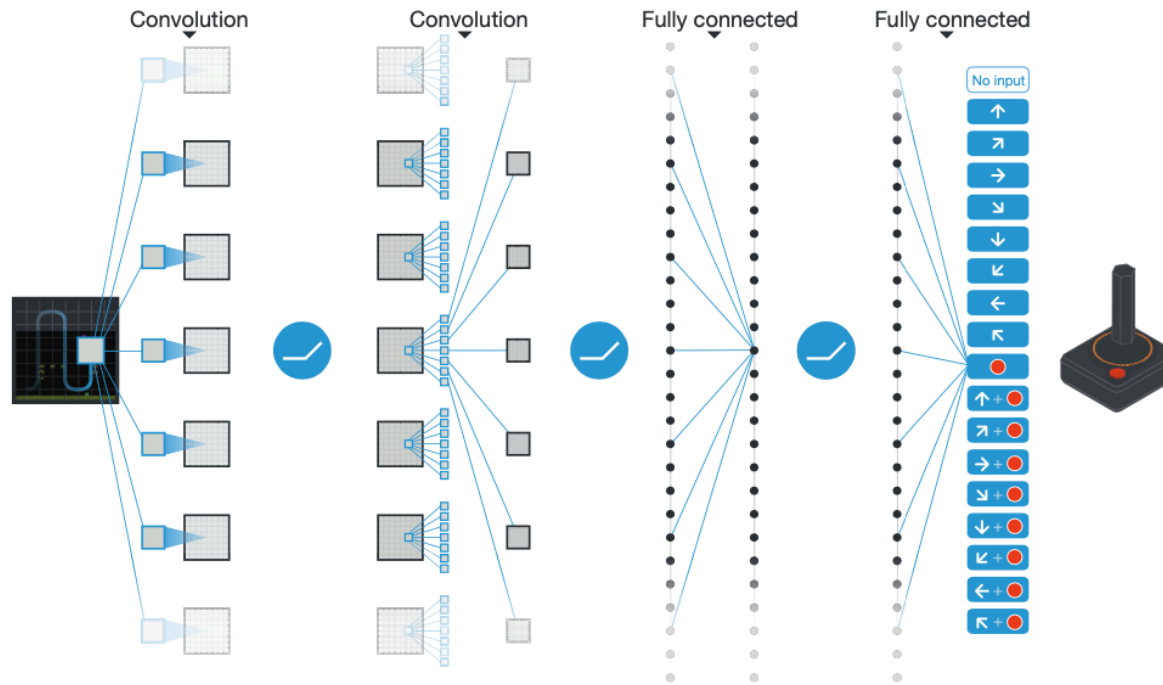 Convolution
Convolution
Fully connected
Fully connected
No input
+
+
+
+
+
+
+
+